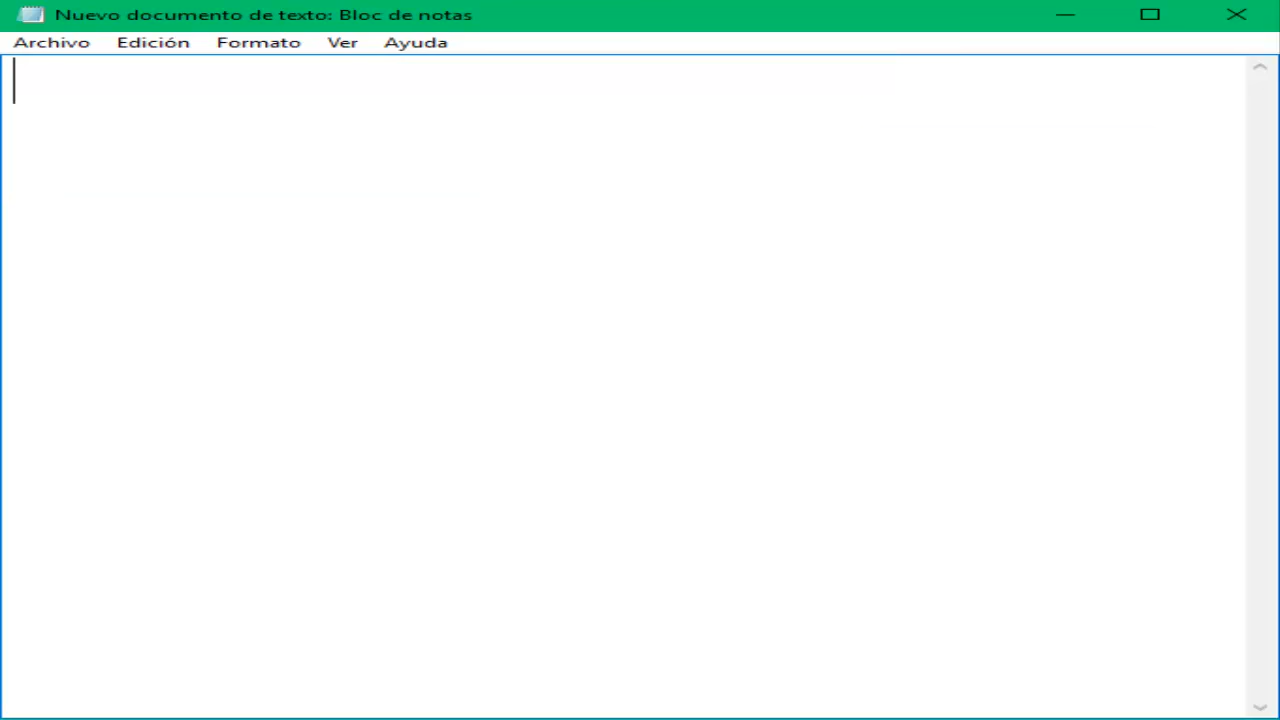 Nuevo documento de texto: Bloc de notas
Archivo Edición Formato Ver Ayuda